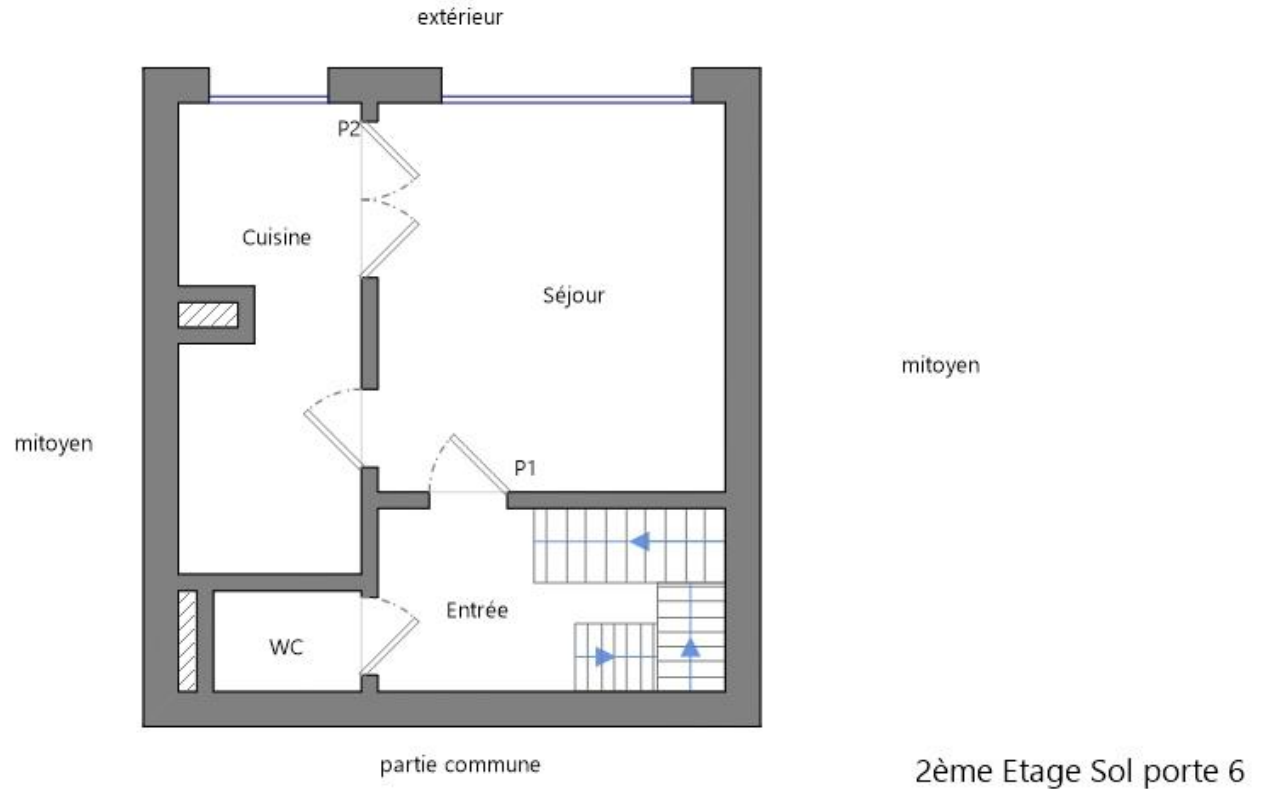 extérieur
P2
Cuisine
Séjour
mitoyen
mitoyen
P1
Entrée
WC
partie commune
2ème Etage Sol porte 6